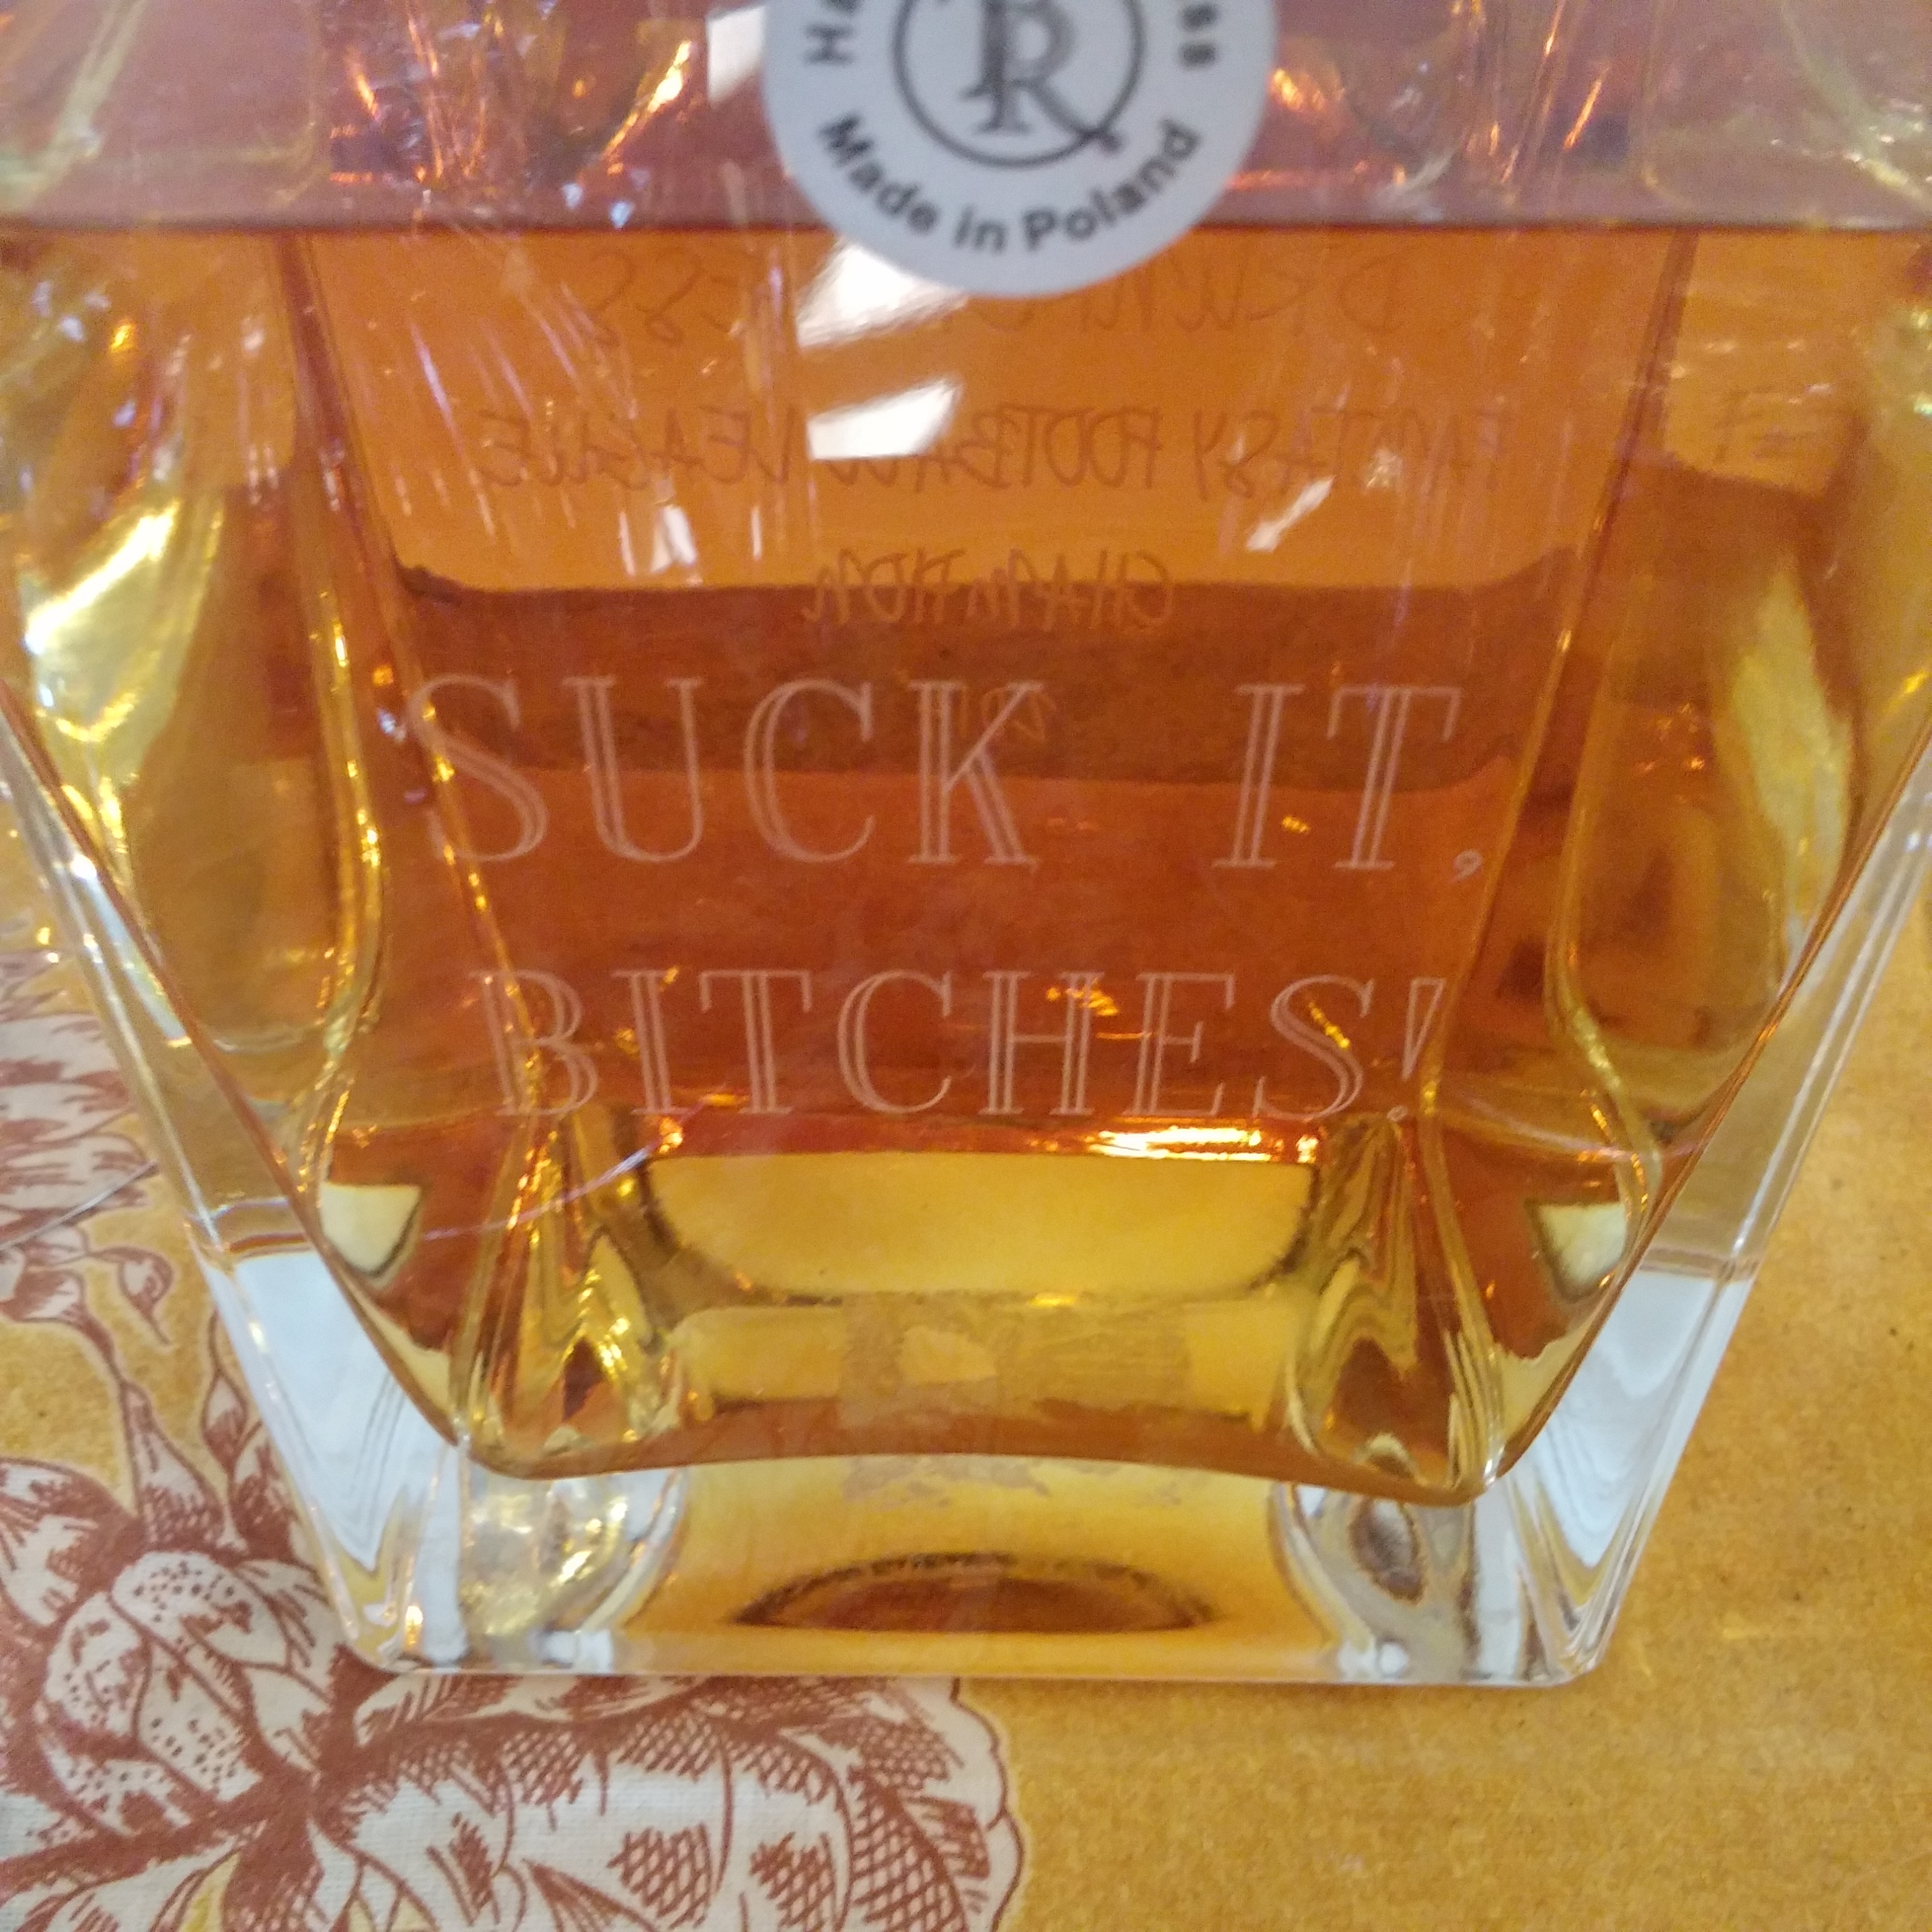 Made in Poland
FANTASY FOOTBALL LEAGUE
CHAMPION
SUCK IT,
BITCHES!